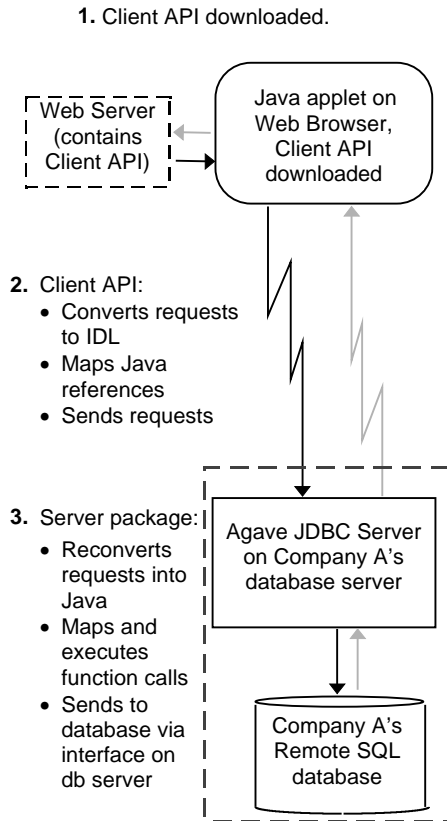 1. Client API downloaded.
Web Server
(contains
Client API)
Java applet on
Web Browser,
Client API
downloaded
2. Client API:
• Converts requests
to IDL
• Maps Java
references
• Sends requests
3. Server package:
• Reconverts
requests into
Java
• Maps and
executes
function calls
• Sends to
database via
interface on
db server
Agave JDBC Server
on Company A's
database server
Company A's
Remote SQL
database